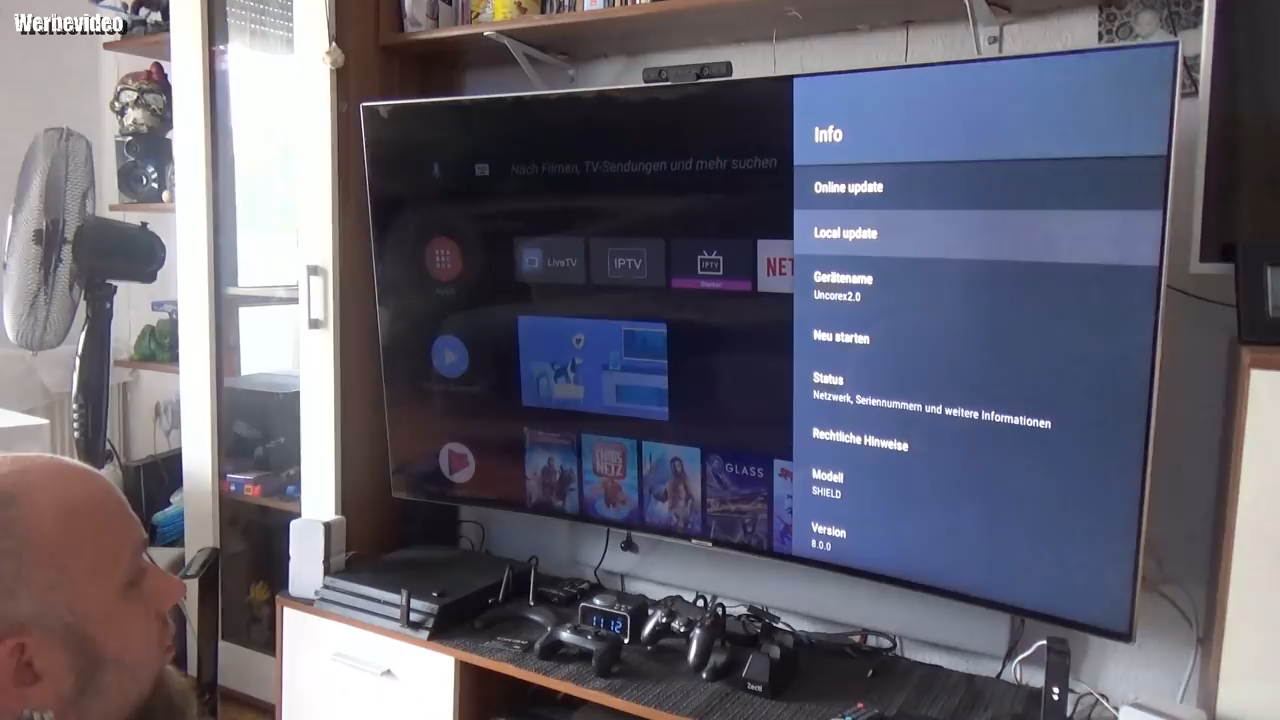 Werbevideo
Nach Filmen, TV-Sendungen und mehr suchen
LiveTV
IPTV
IPTV
Stalker
NET
GLASS
Info
Online update
Local update
Gerätename
Uncorex2.0
Neu starten
Status
Netzwerk, Seriennummern und weitere Informationen
Rechtliche Hinweise
Modell
SHIELD
Version
8.0.0
11:12
Zectl